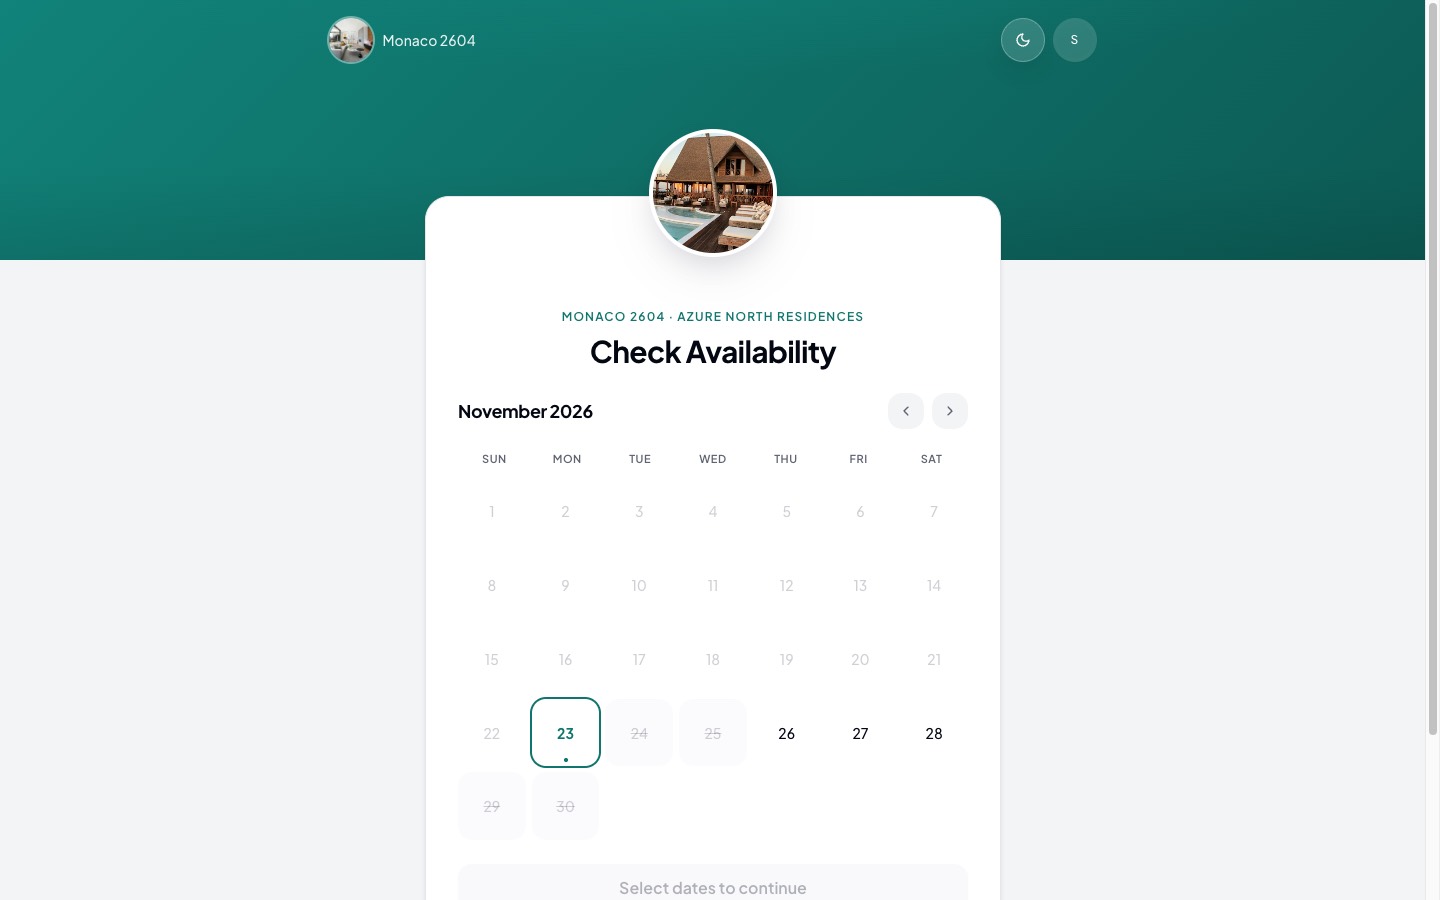 Monaco 2604
S
MONACO 2604 · AZURE NORTH RESIDENCES
Check Availability
November 2026
SUN MON TUE WED THU FRI SAT
1 2 3 4 5 6 7
8 9 10 11 12 13 14
15 16 17 18 19 20 21
22 23 24 25 26 27 28
29 30
Select dates to continue